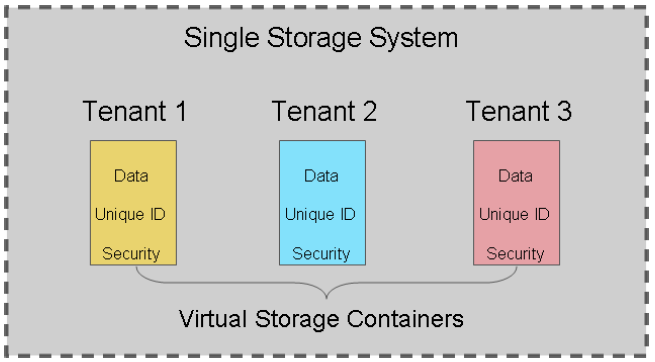 Single Storage System
Tenant 1
Tenant 2
Tenant 3
Data
Unique ID
Security
Data
Unique ID
Security
Data
Unique ID
Security
Virtual Storage Containers